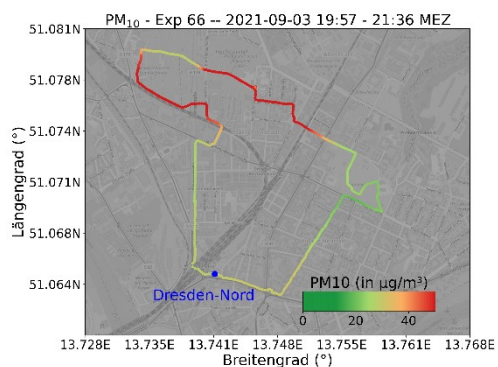 PM₁₀ - Exp 66 -- 2021-09-03 19:57 - 21:36 MEZ
51.081N
51.078N
51.074N
51.071N
51.068N
51.064N
Längengrad (°)
Dresden-Nord
PM10 (in µg/m³)
0 20 40
13.728E 13.735E 13.741E 13.748E 13.755E 13.761E 13.768E
Breitengrad (°)